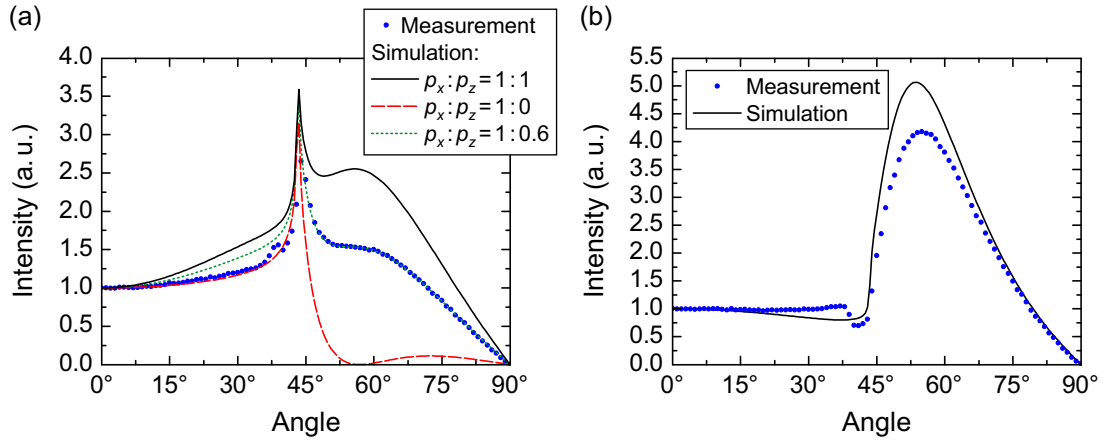 (a)
Measurement
Simulation:
pₓ:p_z=1:1
pₓ:p_z=1:0
pₓ:p_z=1:0.6
4.0
3.5
3.0
2.5
2.0
1.5
1.0
0.5
0.0
Intensity (a. u.)
0° 15° 30° 45° 60° 75° 90°
Angle
(b)
Measurement
Simulation
5.5
5.0
4.5
4.0
3.5
3.0
2.5
2.0
1.5
1.0
0.5
0.0
Intensity (a. u.)
0° 15° 30° 45° 60° 75° 90°
Angle